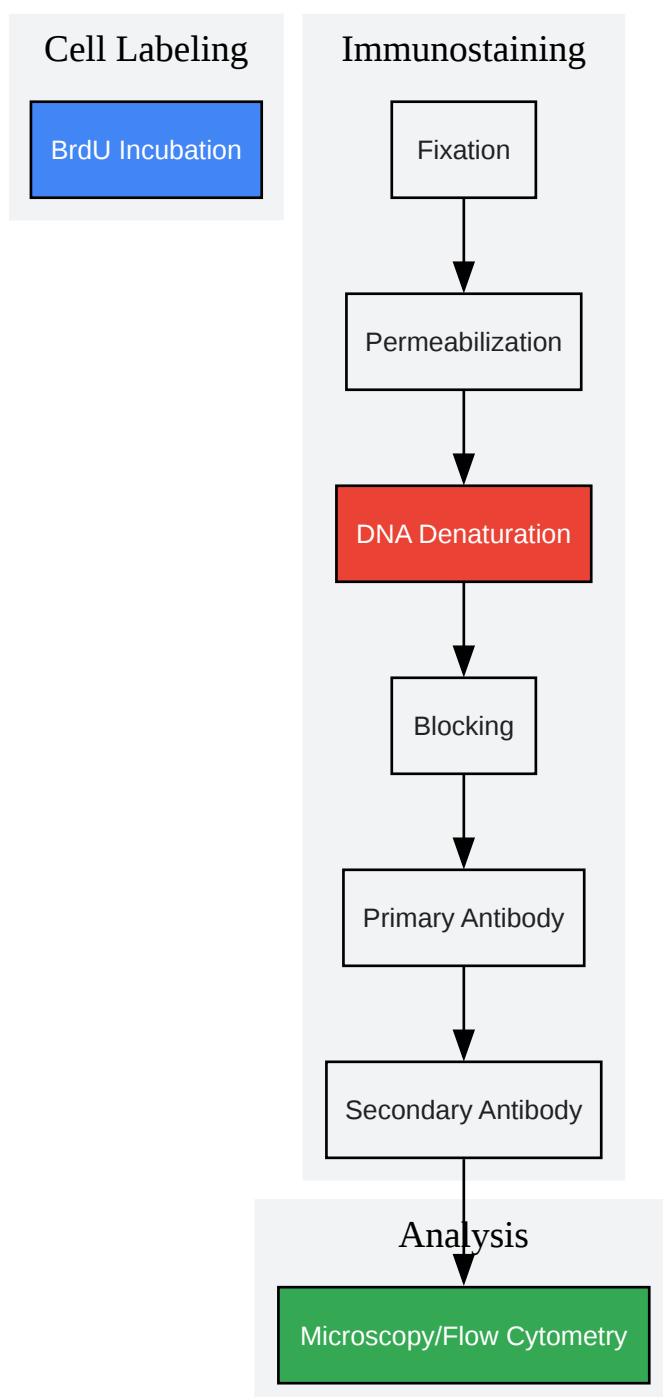 Cell Labeling
BrdU Incubation
Immunostaining
Fixation
Permeabilization
DNA Denaturation
Blocking
Primary Antibody
Secondary Antibody
Analysis
Microscopy/Flow Cytometry